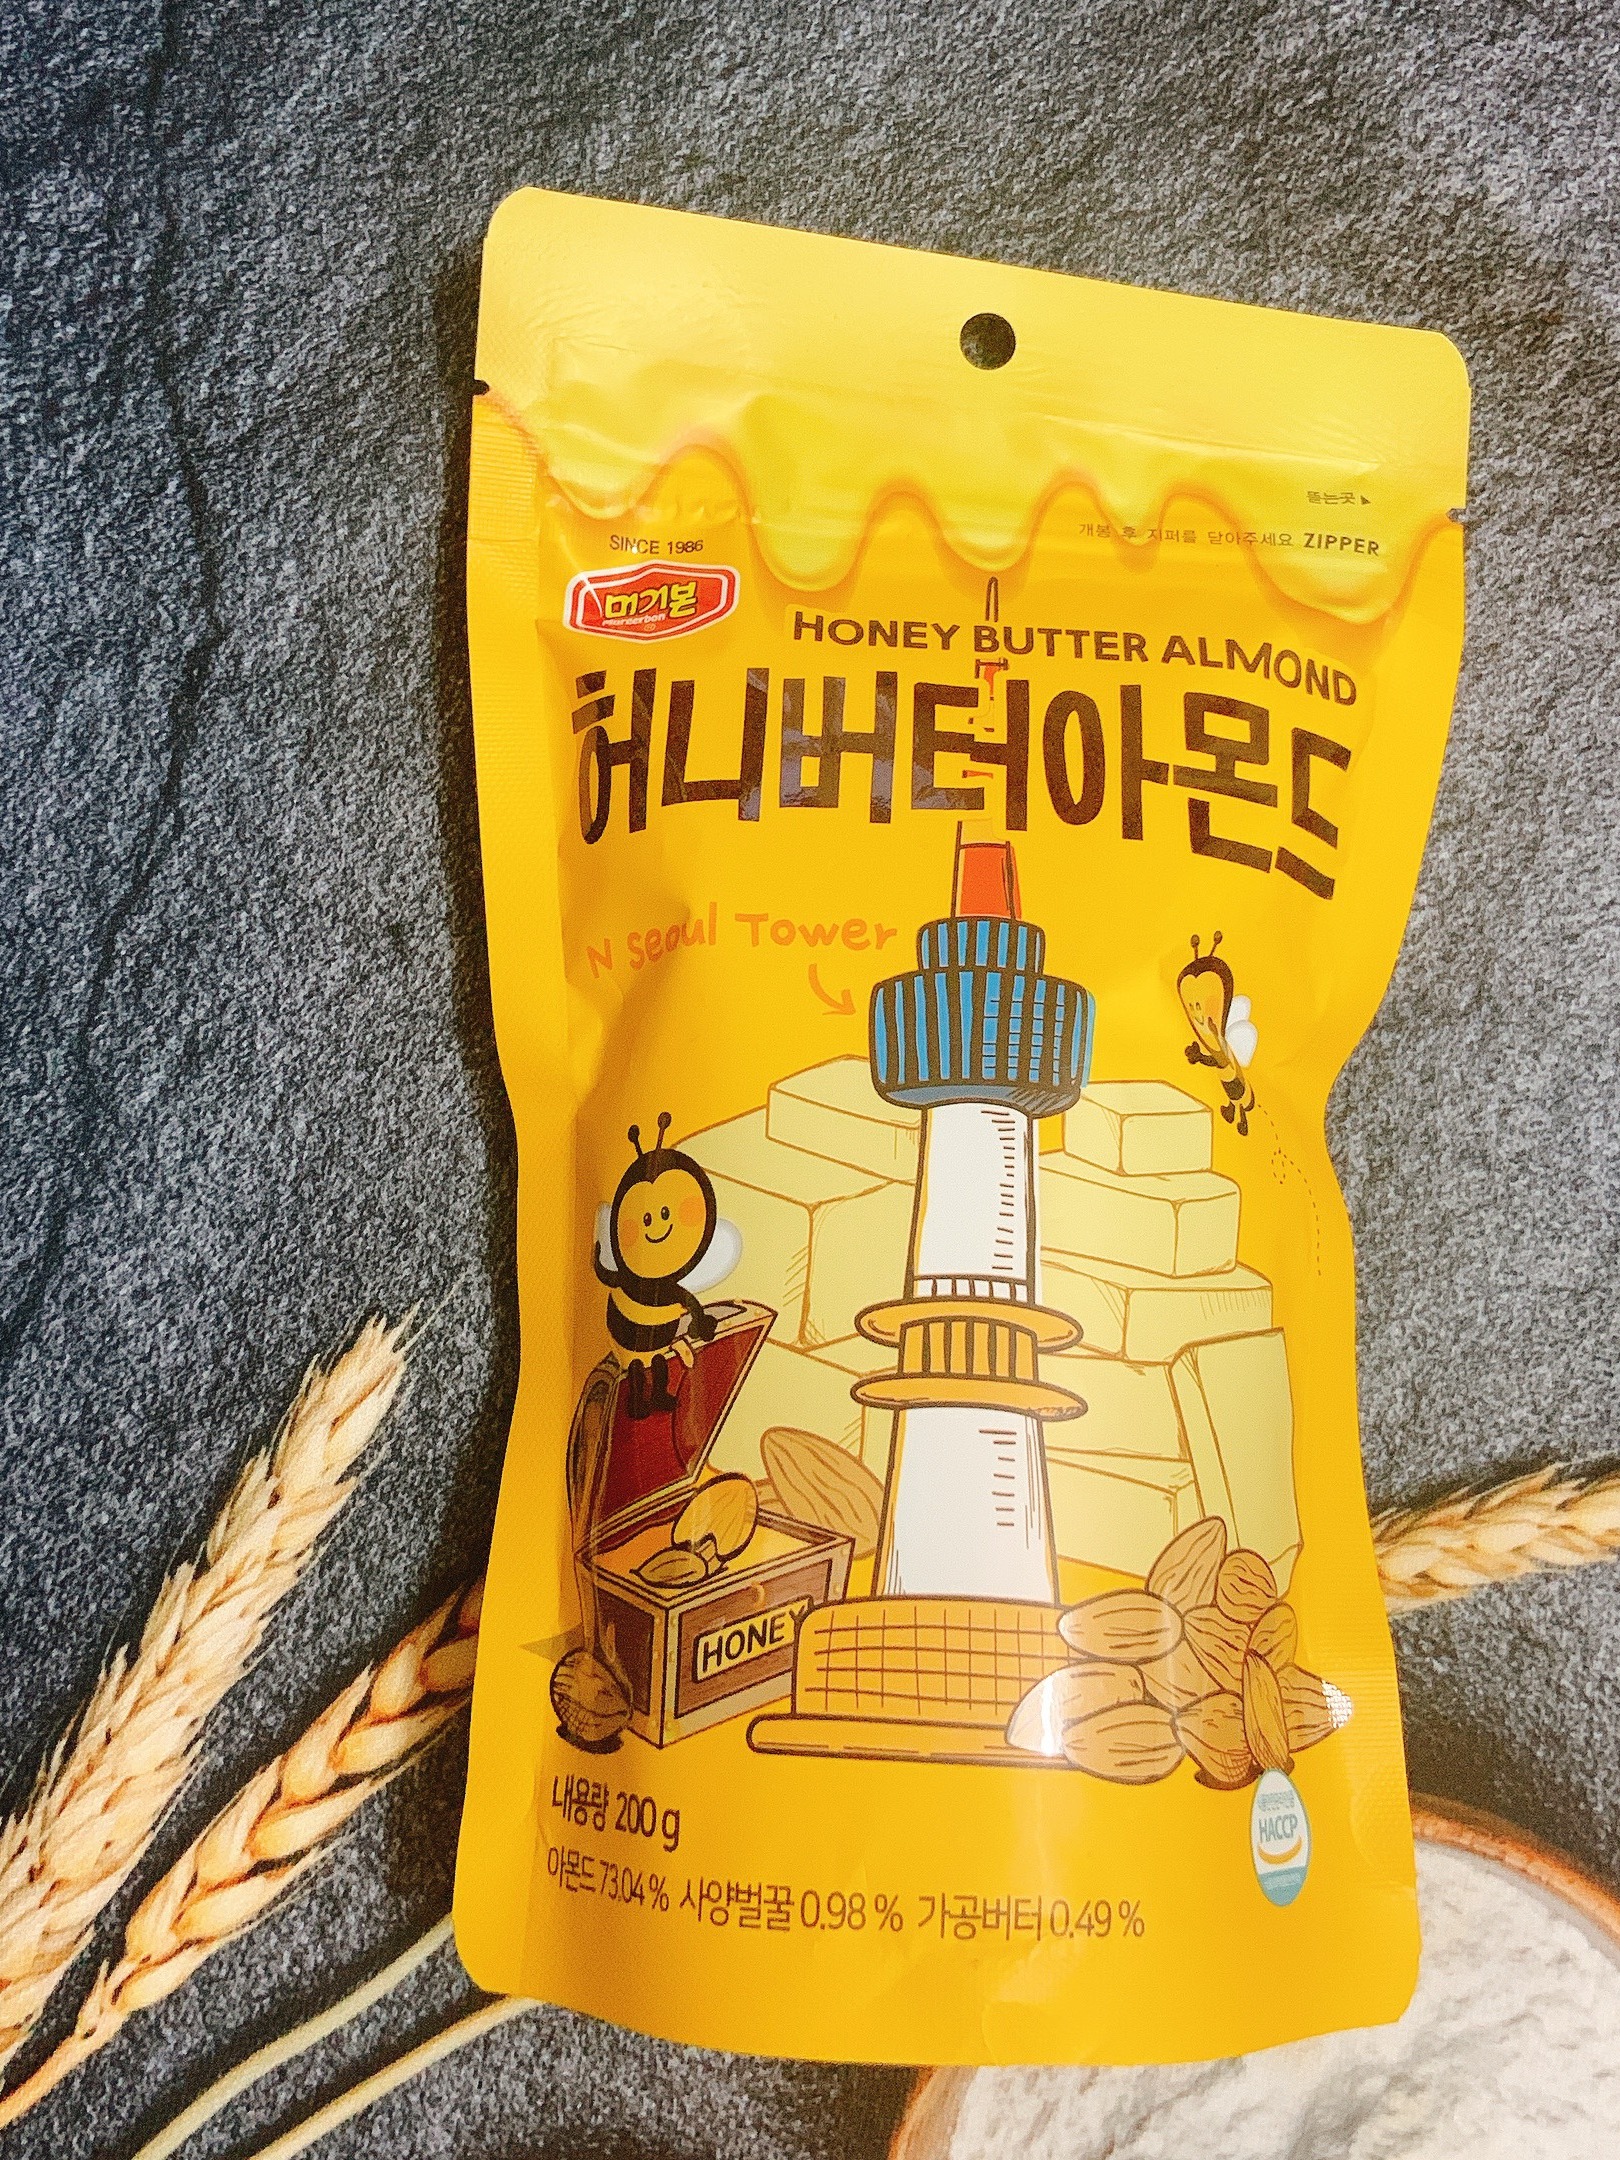 뜯는곳▶
개봉 후 지퍼를 닫아주세요 ZIPPER
SINCE 1986
머거본
HONEY BUTTER ALMOND
허니버터아몬드
N Seoul Tower
HONEY
내용량 200g
HACCP
아몬드 73.04% 사양벌꿀 0.98% 가공버터 0.49%